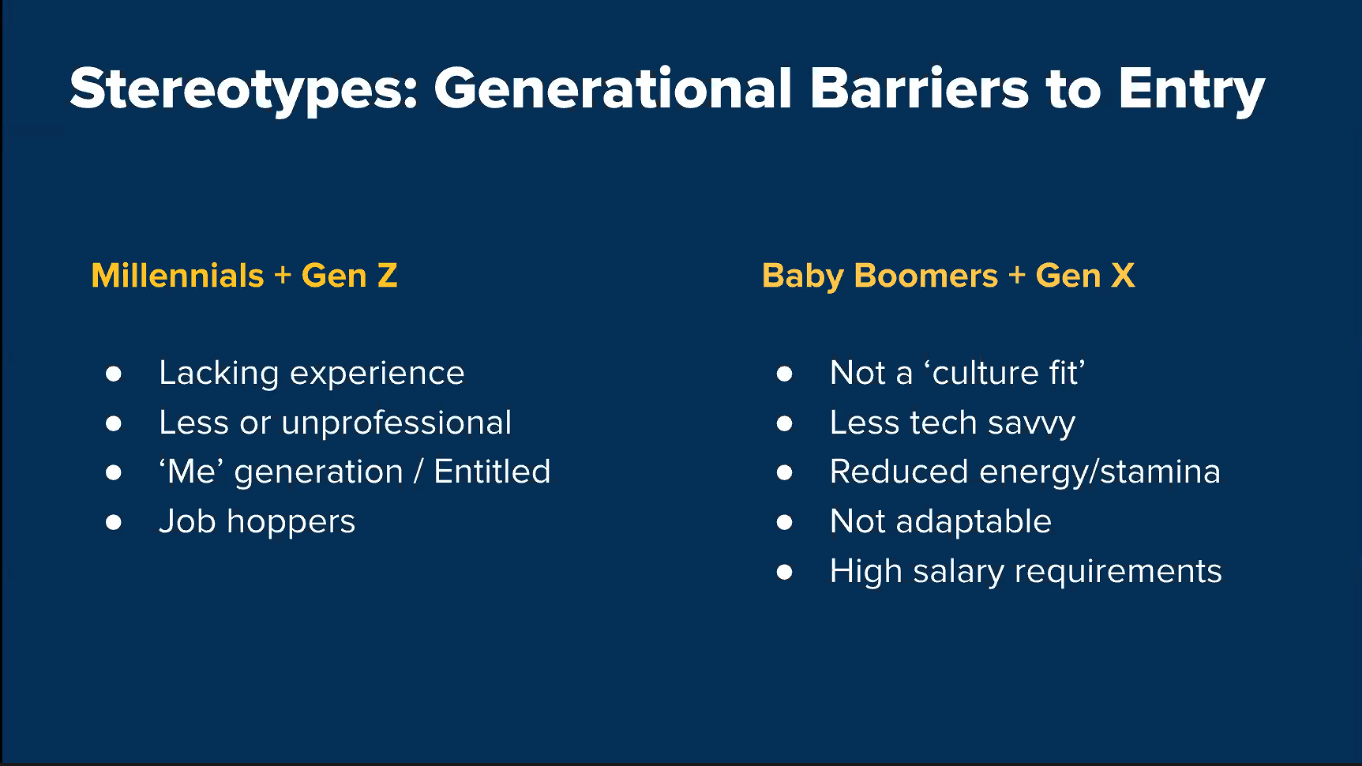 Stereotypes: Generational Barriers to Entry
Millennials + Gen Z
● Lacking experience
● Less or unprofessional
● ‘Me’ generation / Entitled
● Job hoppers
Baby Boomers + Gen X
● Not a ‘culture fit’
● Less tech savvy
● Reduced energy/stamina
● Not adaptable
● High salary requirements